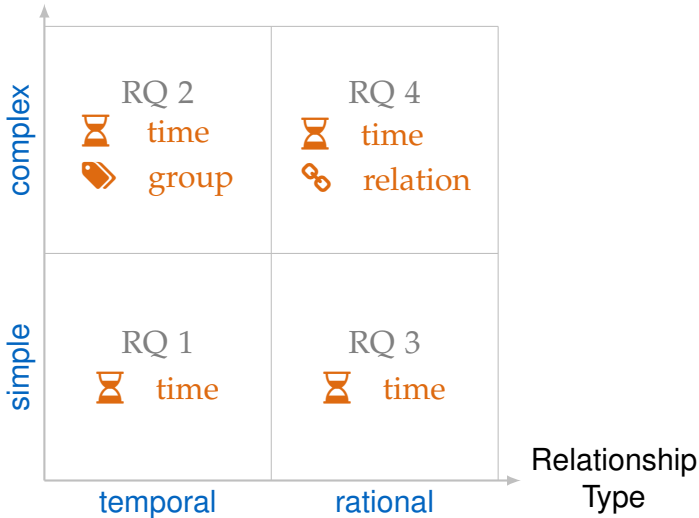 complex
RQ 2
time
group
RQ 4
time
relation
simple
RQ 1
time
RQ 3
time
temporal
rational
Relationship
Type